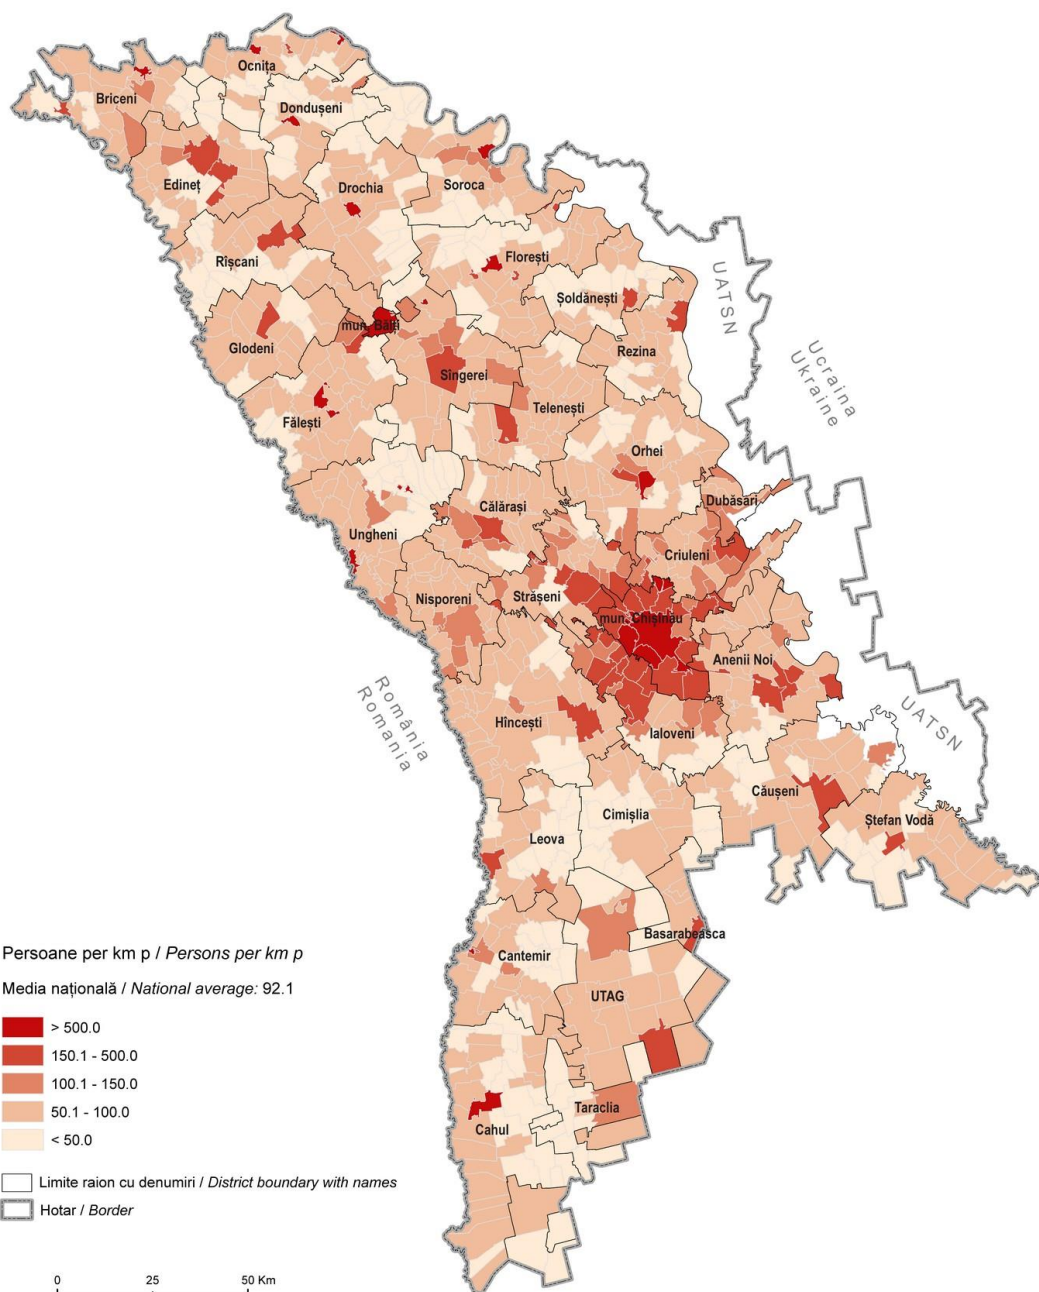 Ocnița
Briceni
Dondușeni
Edineț
Drochia
Soroca
Rîșcani
Florești
UATSN
Șoldănești
Glodeni
mun. Bălți
Rezina
Ucraina
Ukraine
Sîngerei
Telenești
Fălești
Orhei
Călărași
Dubăsari
Ungheni
Criuleni
Nisporeni
Strășeni
mun. Chișinău
Anenii Noi
România
Romania
Hîncești
Ialoveni
UATSN
Căușeni
Cimișlia
Ștefan Vodă
Leova
Basarabeasca
Cantemir
UTAG
Taraclia
Cahul
Persoane per km p / Persons per km p
Media națională / National average: 92.1
> 500.0
150.1 - 500.0
100.1 - 150.0
50.1 - 100.0
< 50.0
Limite raion cu denumiri / District boundary with names
Hotar / Border
0 25 50 Km